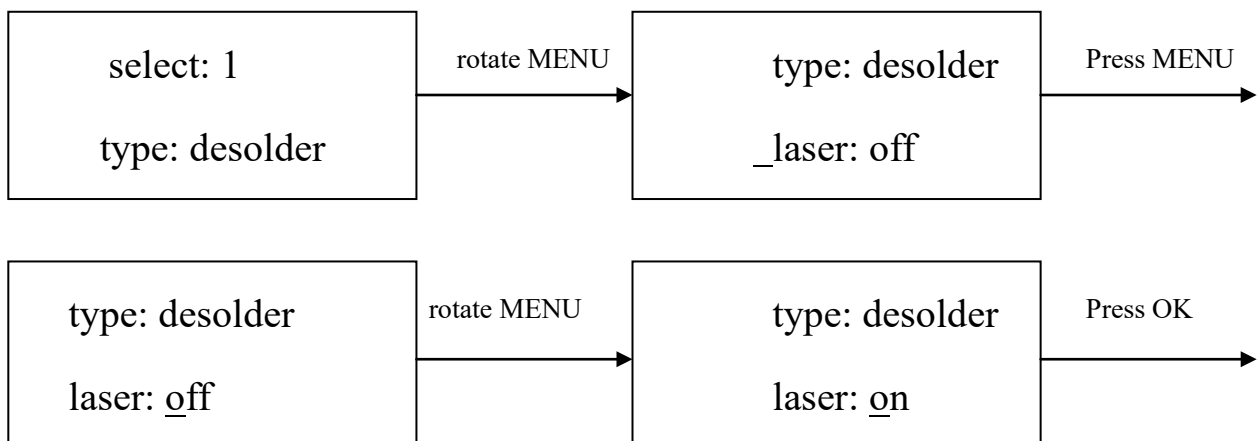 select: 1
type: desolder
rotate MENU
type: desolder
_laser: off
Press MENU
type: desolder
laser: off
rotate MENU
type: desolder
laser: on
Press OK